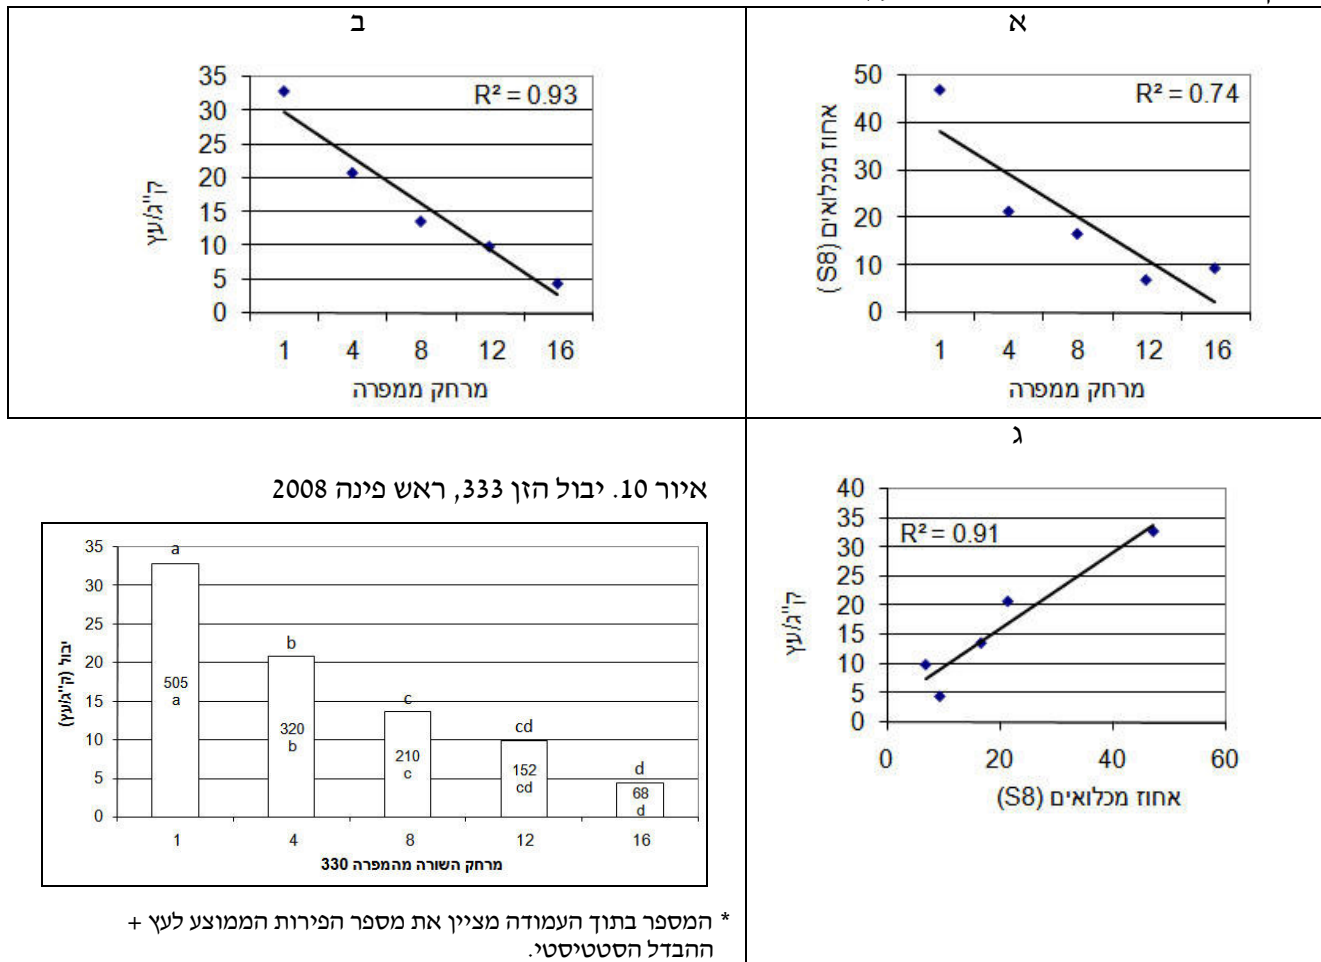 א
R² = 0.74
50
40
30
20
10
0
אחוז מכלואים (S8)
1 4 8 12 16
מרחק ממפרה
ב
R² = 0.93
35
30
25
20
15
10
5
0
ק"ג/עץ
1 4 8 12 16
מרחק ממפרה
ג
R² = 0.91
40
35
30
25
20
15
10
5
0
ק"ג/עץ
0 20 40 60
אחוז מכלואים (S8)
איור 10. יבול הזן 333, ראש פינה 2008
35
30
25
20
15
10
5
0
יבול (ק"ג/עץ)
a
b
c
cd
d
505
a
320
b
210
c
152
cd
68
d
1 4 8 12 16
מרחק השורה מהמפרה 330
* המספר בתוך העמודה מציין את מספר הפירות הממוצע לעץ +
ההבדל הסטטיסטי.